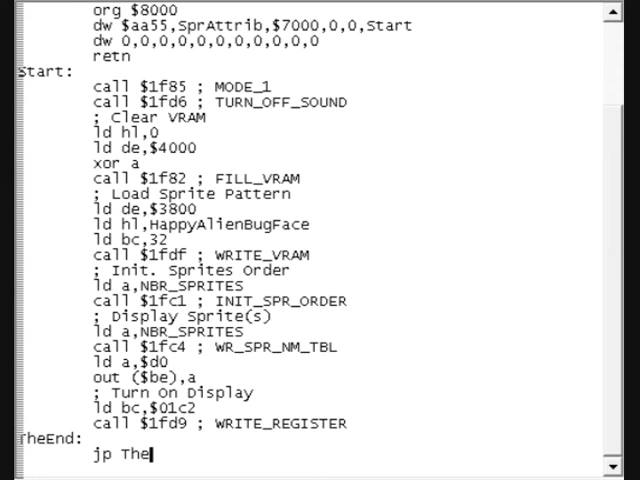 org $8000
dw $aa55,SprAttrib,$7000,0,0,Start
dw 0,0,0,0,0,0,0,0,0,0,0
retn
Start:
call $1f85 ; MODE_1
call $1fd6 ; TURN_OFF_SOUND
; Clear VRAM
ld hl,0
ld de,$4000
xor a
call $1f82 ; FILL_VRAM
; Load Sprite Pattern
ld de,$3800
ld hl,HappyAlienBugFace
ld bc,32
call $1fdf ; WRITE_VRAM
; Init. Sprites Order
ld a,NBR_SPRITES
call $1fc1 ; INIT_SPR_ORDER
; Display Sprite(s)
ld a,NBR_SPRITES
call $1fc4 ; WR_SPR_NM_TBL
ld a,$d0
out ($be),a
; Turn On Display
ld bc,$01c2
call $1fd9 ; WRITE_REGISTER
TheEnd:
jp The